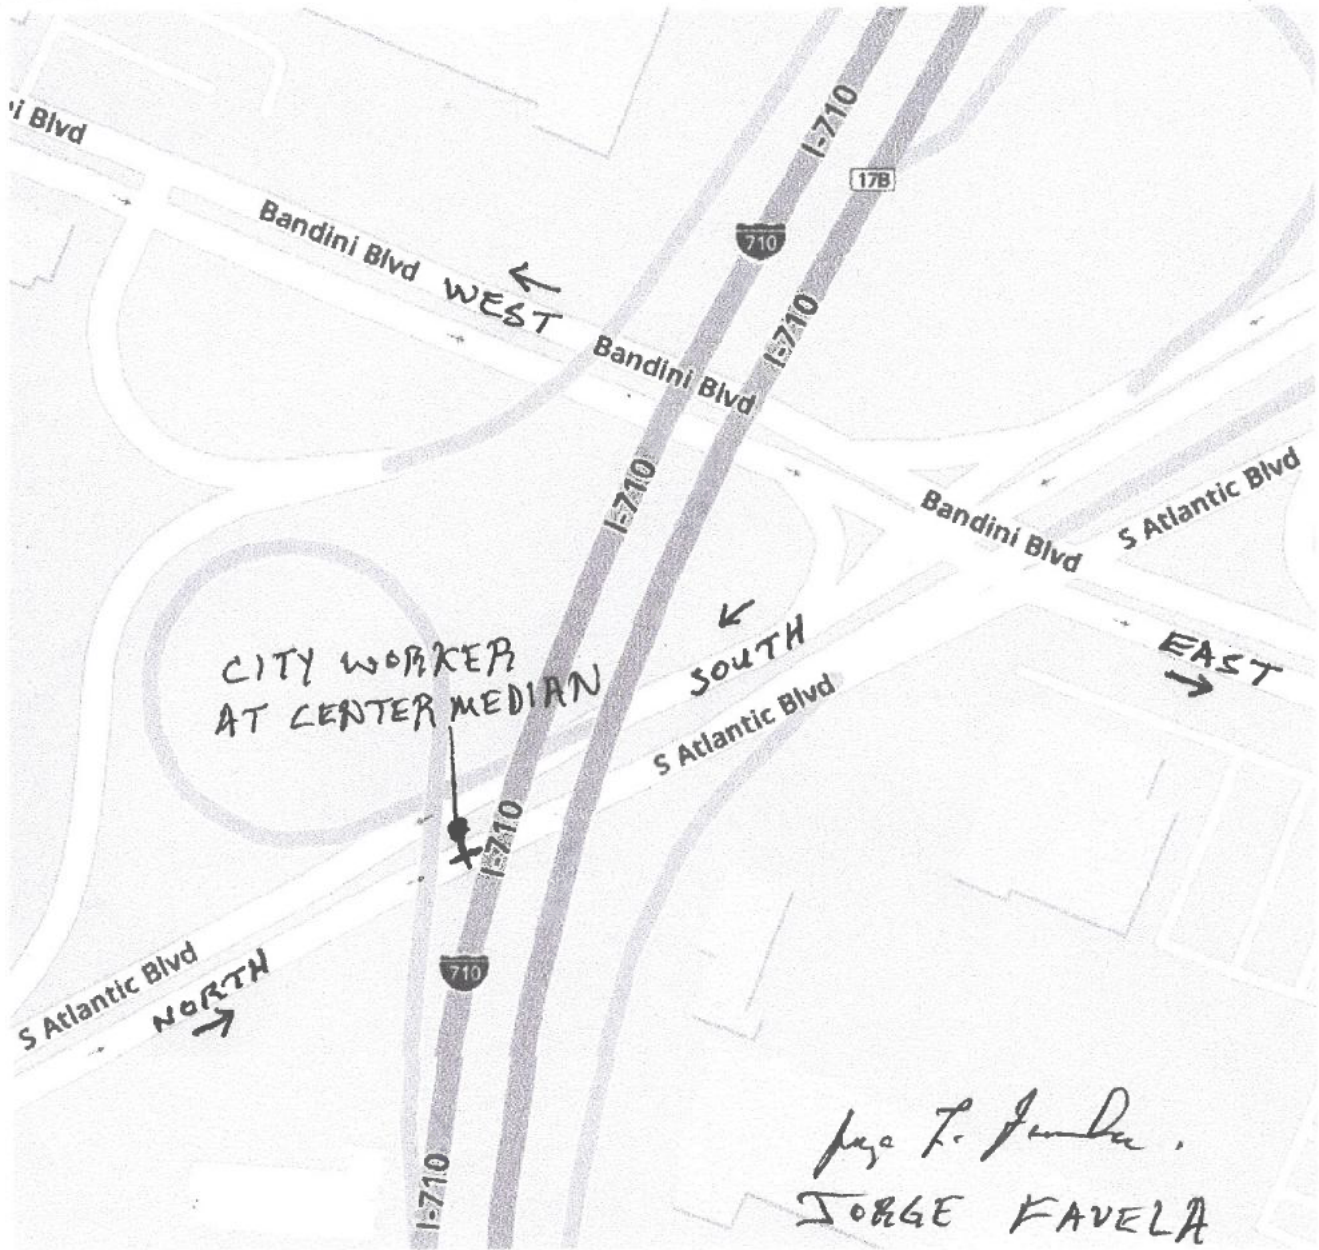 I-710
i Blvd
17B
Bandini Blvd
710
WEST
I-710
Bandini Blvd
I-710
Bandini Blvd
S Atlantic Blvd
CITY WORKER
AT CENTER MEDIAN
SOUTH
EAST
S Atlantic Blvd
I-710
S Atlantic Blvd
NORTH
710
I-710
JORGE FAVELA